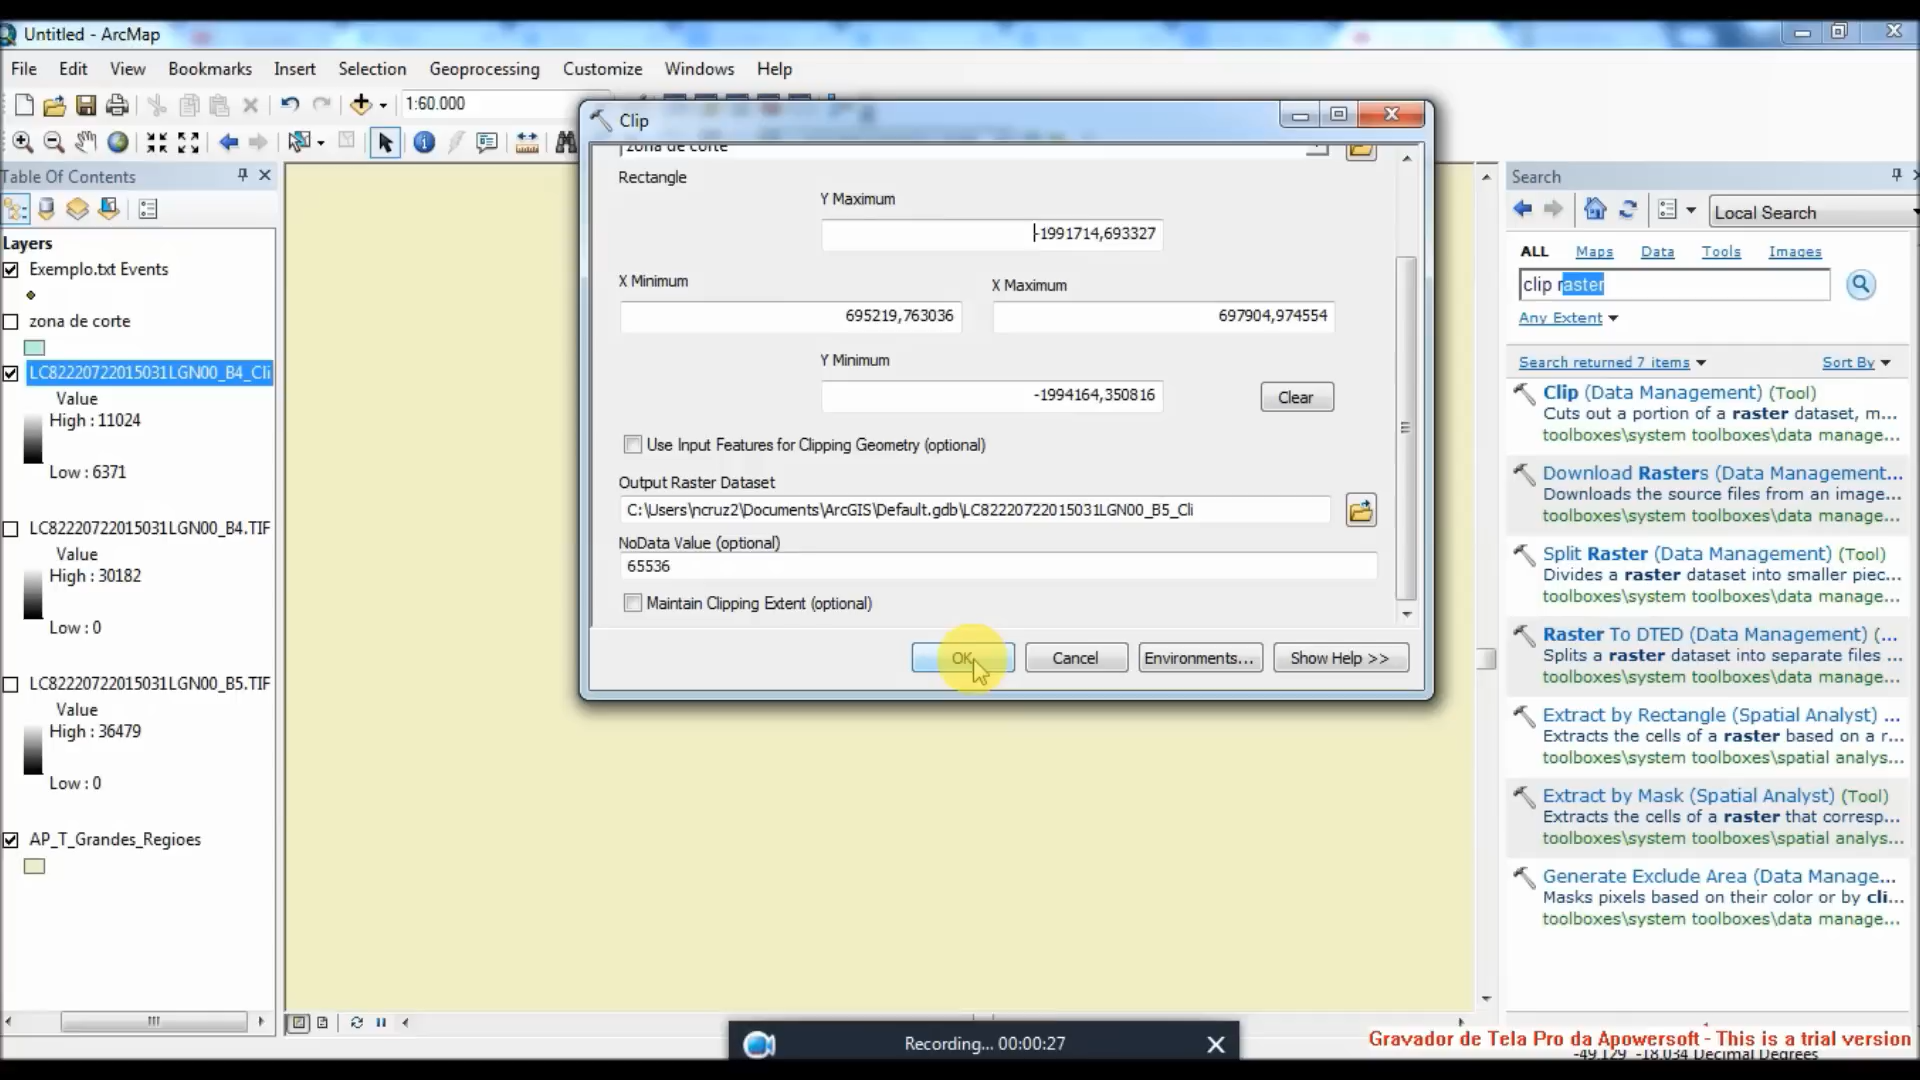 Untitled - ArcMap
File Edit View Bookmarks Insert Selection Geoprocessing Customize Windows Help
1:60.000
Table Of Contents
Layers
Exemplo.txt Events
zona de corte
LC82220722015031LGN00_B4_Cli
Value
High : 11024
Low : 6371
LC82220722015031LGN00_B4.TIF
Value
High : 30182
Low : 0
LC82220722015031LGN00_B5.TIF
Value
High : 36479
Low : 0
AP_T_Grandes_Regioes
Clip
zona de corte
Rectangle
Y Maximum
-1991714,693327
X Minimum
X Maximum
695219,763036
697904,974554
Y Minimum
-1994164,350816
Clear
Use Input Features for Clipping Geometry (optional)
Output Raster Dataset
C:\Users\ncruz2\Documents\ArcGIS\Default.gdb\LC82220722015031LGN00_B5_Cli
NoData Value (optional)
65536
Maintain Clipping Extent (optional)
OK Cancel Environments... Show Help >>
Search
Local Search
ALL Maps Data Tools Images
clip raster
Any Extent
Search returned 7 items Sort By
Clip (Data Management) (Tool)
Cuts out a portion of a raster dataset, m...
toolboxes\system toolboxes\data manage...
Download Rasters (Data Management...
Downloads the source files from an image...
toolboxes\system toolboxes\data manage...
Split Raster (Data Management) (Tool)
Divides a raster dataset into smaller piec...
toolboxes\system toolboxes\data manage...
Raster To DTED (Data Management) (...
Splits a raster dataset into separate files ...
toolboxes\system toolboxes\data manage...
Extract by Rectangle (Spatial Analyst) ...
Extracts the cells of a raster based on a r...
toolboxes\system toolboxes\spatial analys...
Extract by Mask (Spatial Analyst) (Tool)
Extracts the cells of a raster that corresp...
toolboxes\system toolboxes\spatial analys...
Generate Exclude Area (Data Manage...
Masks pixels based on their color or by cli...
toolboxes\system toolboxes\data manage...
Recording... 00:00:27
Gravador de Tela Pro da Apowersoft - This is a trial version
-49,129 -18,034 Decimal Degrees